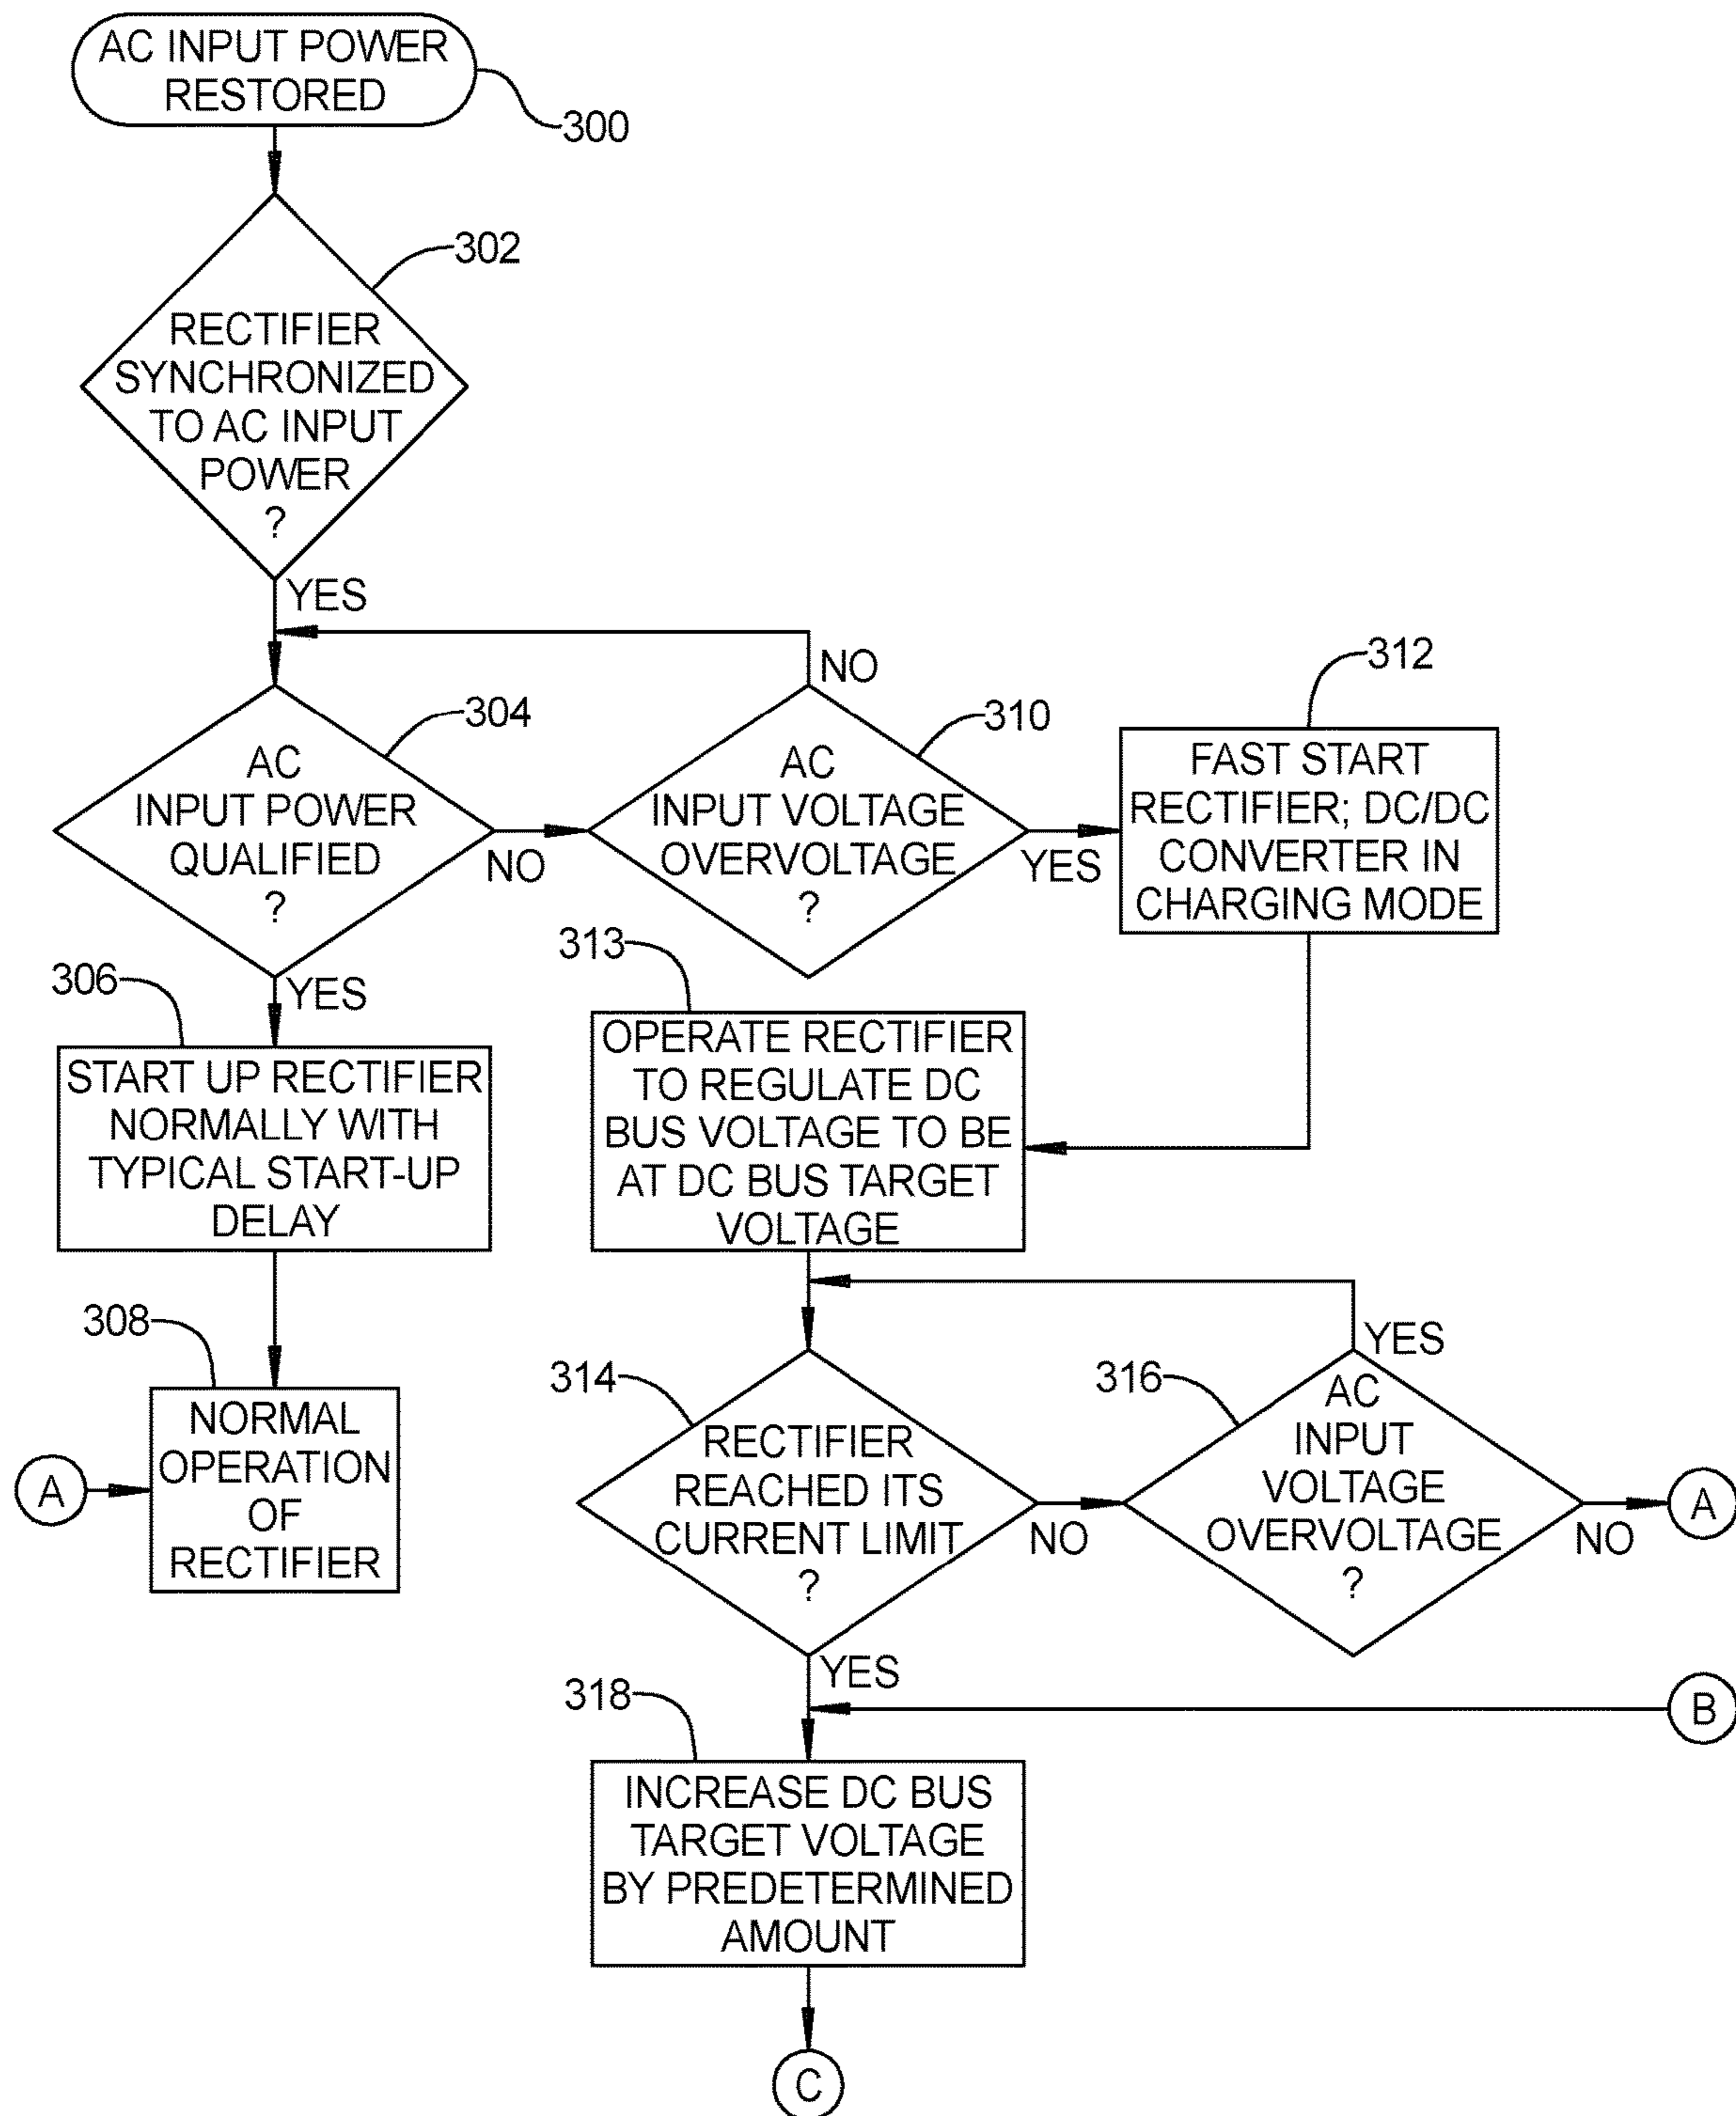 AC INPUT POWER
RESTORED
300
302
RECTIFIER
SYNCHRONIZED
TO AC INPUT
POWER
?
YES
304
AC
INPUT POWER
QUALIFIED
?
NO
YES
NO
310
AC
INPUT VOLTAGE
OVERVOLTAGE
?
YES
312
FAST START
RECTIFIER; DC/DC
CONVERTER IN
CHARGING MODE
306
START UP RECTIFIER
NORMALLY WITH
TYPICAL START-UP
DELAY
308
NORMAL
OPERATION
OF
RECTIFIER
A
313
OPERATE RECTIFIER
TO REGULATE DC
BUS VOLTAGE TO BE
AT DC BUS TARGET
VOLTAGE
314
RECTIFIER
REACHED ITS
CURRENT LIMIT
?
NO
YES
316
YES
AC
INPUT
VOLTAGE
OVERVOLTAGE
?
NO
A
B
318
INCREASE DC BUS
TARGET VOLTAGE
BY PREDETERMINED
AMOUNT
C